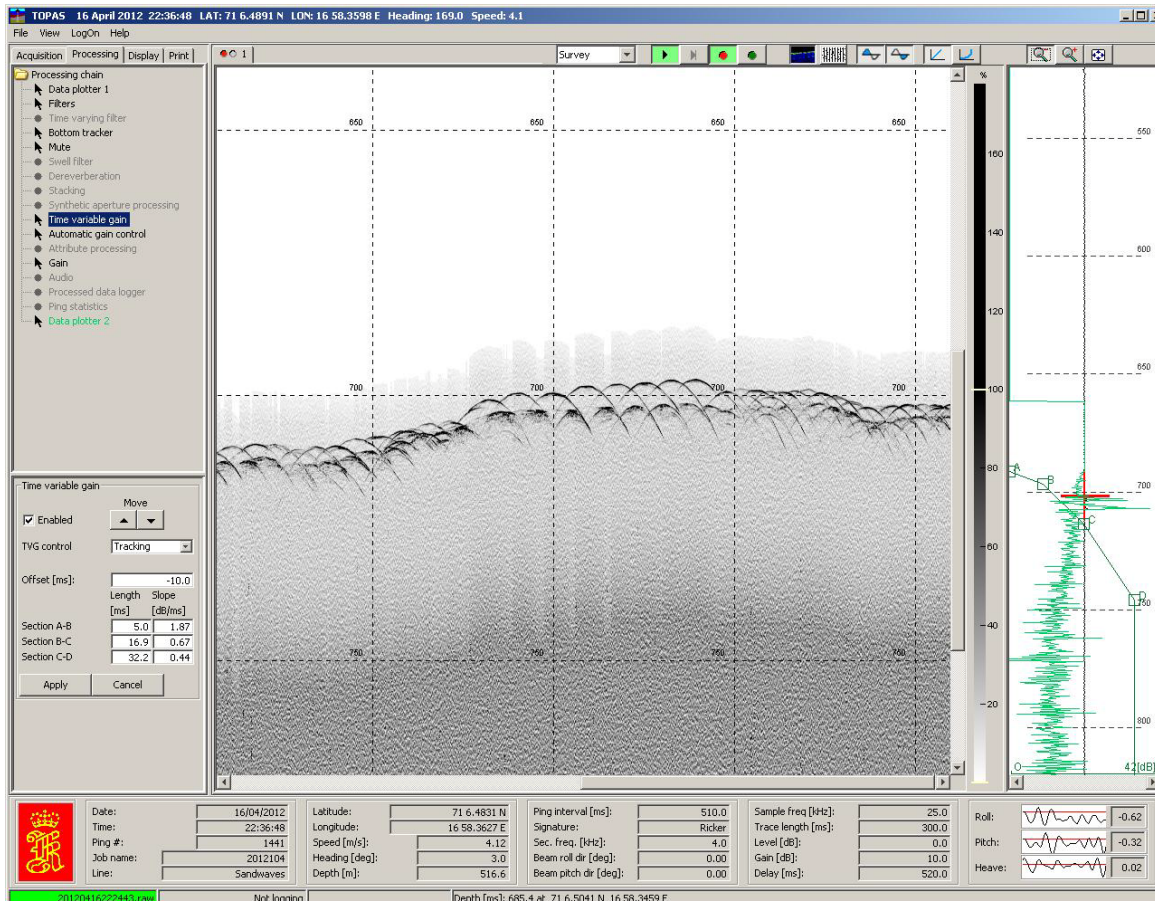 TOPAS 16 April 2012 22:36:48 LAT: 71 6.4891 N LON: 16 58.3598 E Heading: 169.0 Speed: 4.1
File View LogOn Help
Acquisition Processing Display Print
1
Survey
Processing chain
Data plotter 1
Filters
Time varying filter
Bottom tracker
Mute
Swell filter
Dereverberation
Stacking
Synthetic aperture processing
Time variable gain
Automatic gain control
Attribute processing
Gain
Audio
Processed data logger
Ping statistics
Data plotter 2
650 650 650 650
700 700 700 700
750 750 750 750
%
160
140
120
100
80
60
40
20
550
600
650
700
750
800
A
B
C
D
0 42[dB]
Time variable gain
Move
Enabled
TVG control Tracking
Offset [ms]: -10.0
Length Slope
[ms] [dB/ms]
Section A-B 5.0 1.87
Section B-C 16.9 0.67
Section C-D 32.2 0.44
Apply Cancel
Date: 16/04/2012
Time: 22:36:48
Ping #: 1441
Job name: 2012104
Line: Sandwaves
Latitude: 71 6.4831 N
Longitude: 16 58.3627 E
Speed [m/s]: 4.12
Heading [deg]: 3.0
Depth [m]: 516.6
Ping interval [ms]: 510.0
Signature: Ricker
Sec. freq. [kHz]: 4.0
Beam roll dir [deg]: 0.00
Beam pitch dir [deg]: 0.00
Sample freq [kHz]: 25.0
Trace length [ms]: 300.0
Level [dB]: 0.0
Gain [dB]: 10.0
Delay [ms]: 520.0
Roll: -0.62
Pitch: -0.32
Heave: 0.02
20120416222443.raw Not logging Depth [ms]: 685.4 at 71 6.5041 N 16 58.3459 E